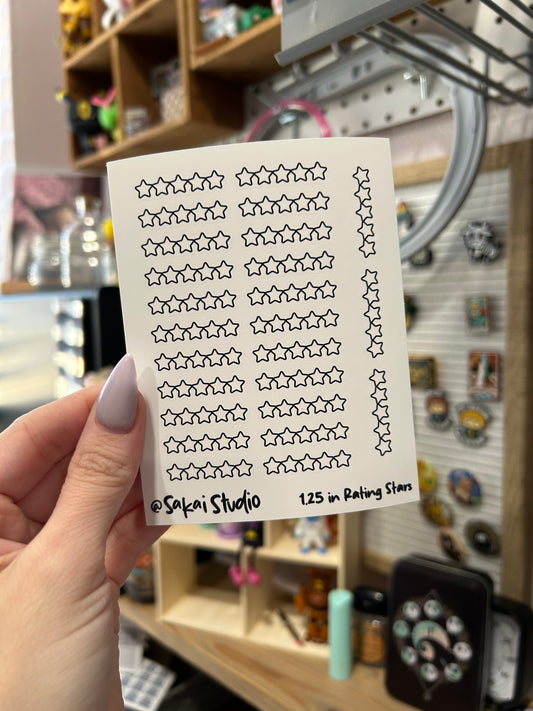 @Sakai Studio
1.25 in Rating Stars